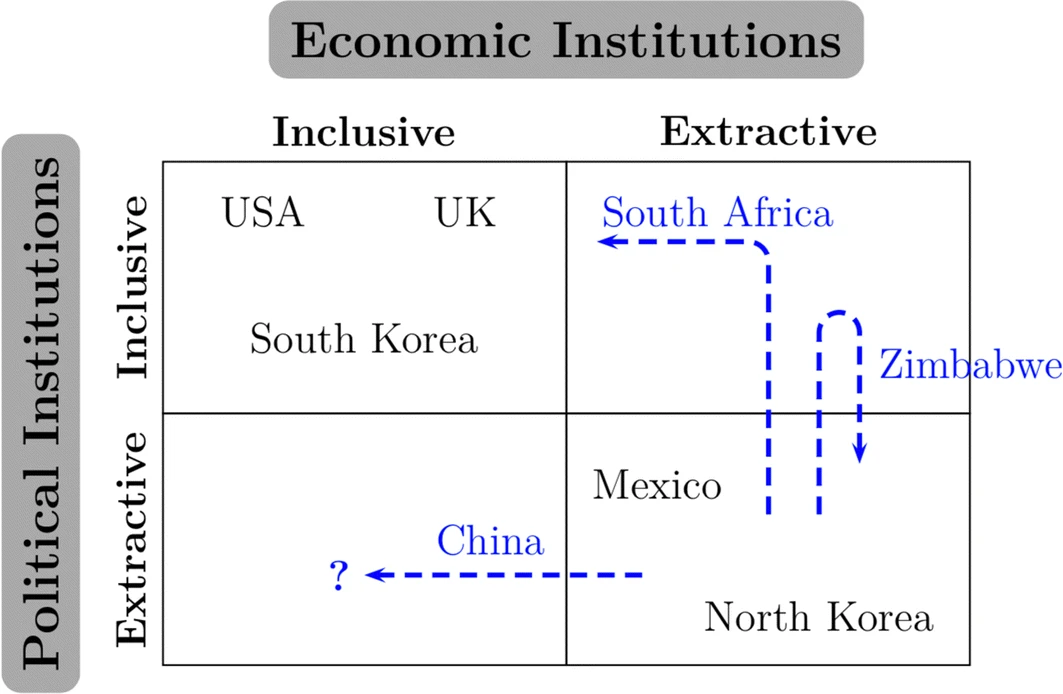 Economic Institutions
Inclusive
Extractive
Political Institutions
Inclusive
USA
UK
South Africa
South Korea
Zimbabwe
Extractive
Mexico
China
?
North Korea